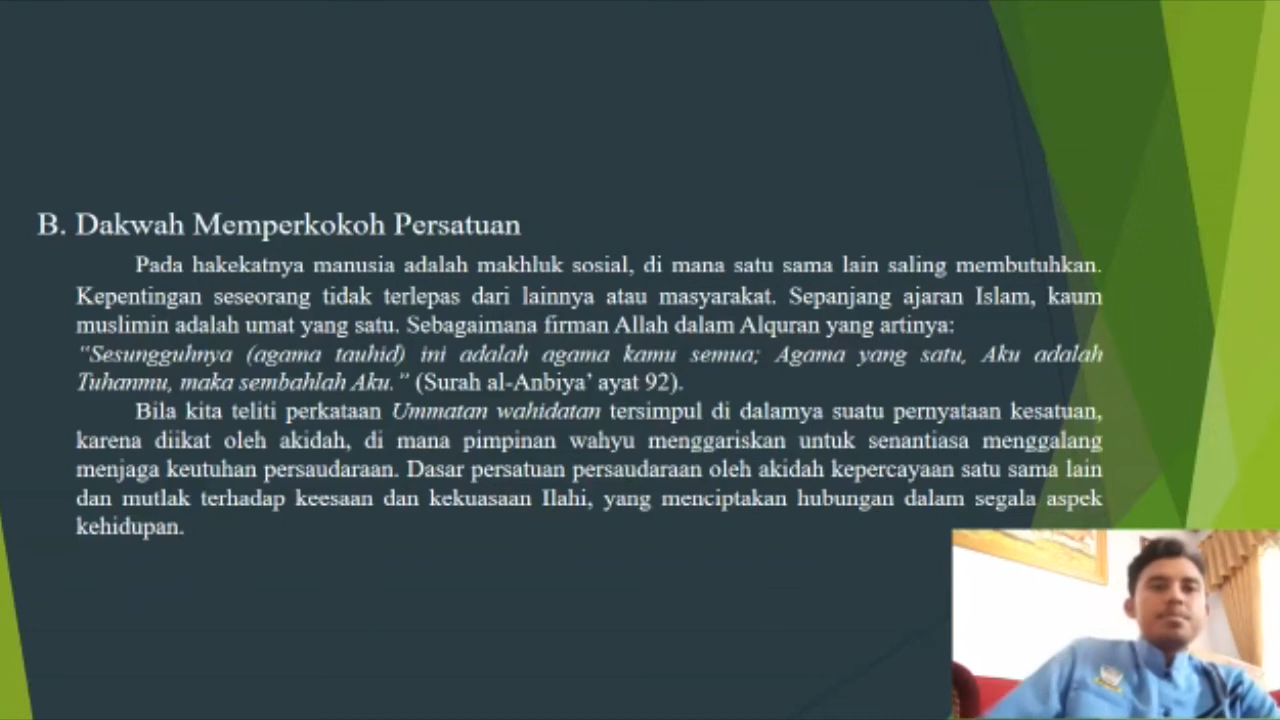 B. Dakwah Memperkokoh Persatuan
Pada hakekatnya manusia adalah makhluk sosial, di mana satu sama lain saling membutuhkan.
Kepentingan seseorang tidak terlepas dari lainnya atau masyarakat. Sepanjang ajaran Islam, kaum
muslimin adalah umat yang satu. Sebagaimana firman Allah dalam Alquran yang artinya:
"Sesungguhnya (agama tauhid) ini adalah agama kamu semua; Agama yang satu, Aku adalah
Tuhanmu, maka sembahlah Aku." (Surah al-Anbiya' ayat 92).
Bila kita teliti perkataan Ummatan wahidatan tersimpul di dalamya suatu pernyataan kesatuan,
karena diikat oleh akidah, di mana pimpinan wahyu menggariskan untuk senantiasa menggalang
menjaga keutuhan persaudaraan. Dasar persatuan persaudaraan oleh akidah kepercayaan satu sama lain
dan mutlak terhadap keesaan dan kekuasaan Ilahi, yang menciptakan hubungan dalam segala aspek
kehidupan.